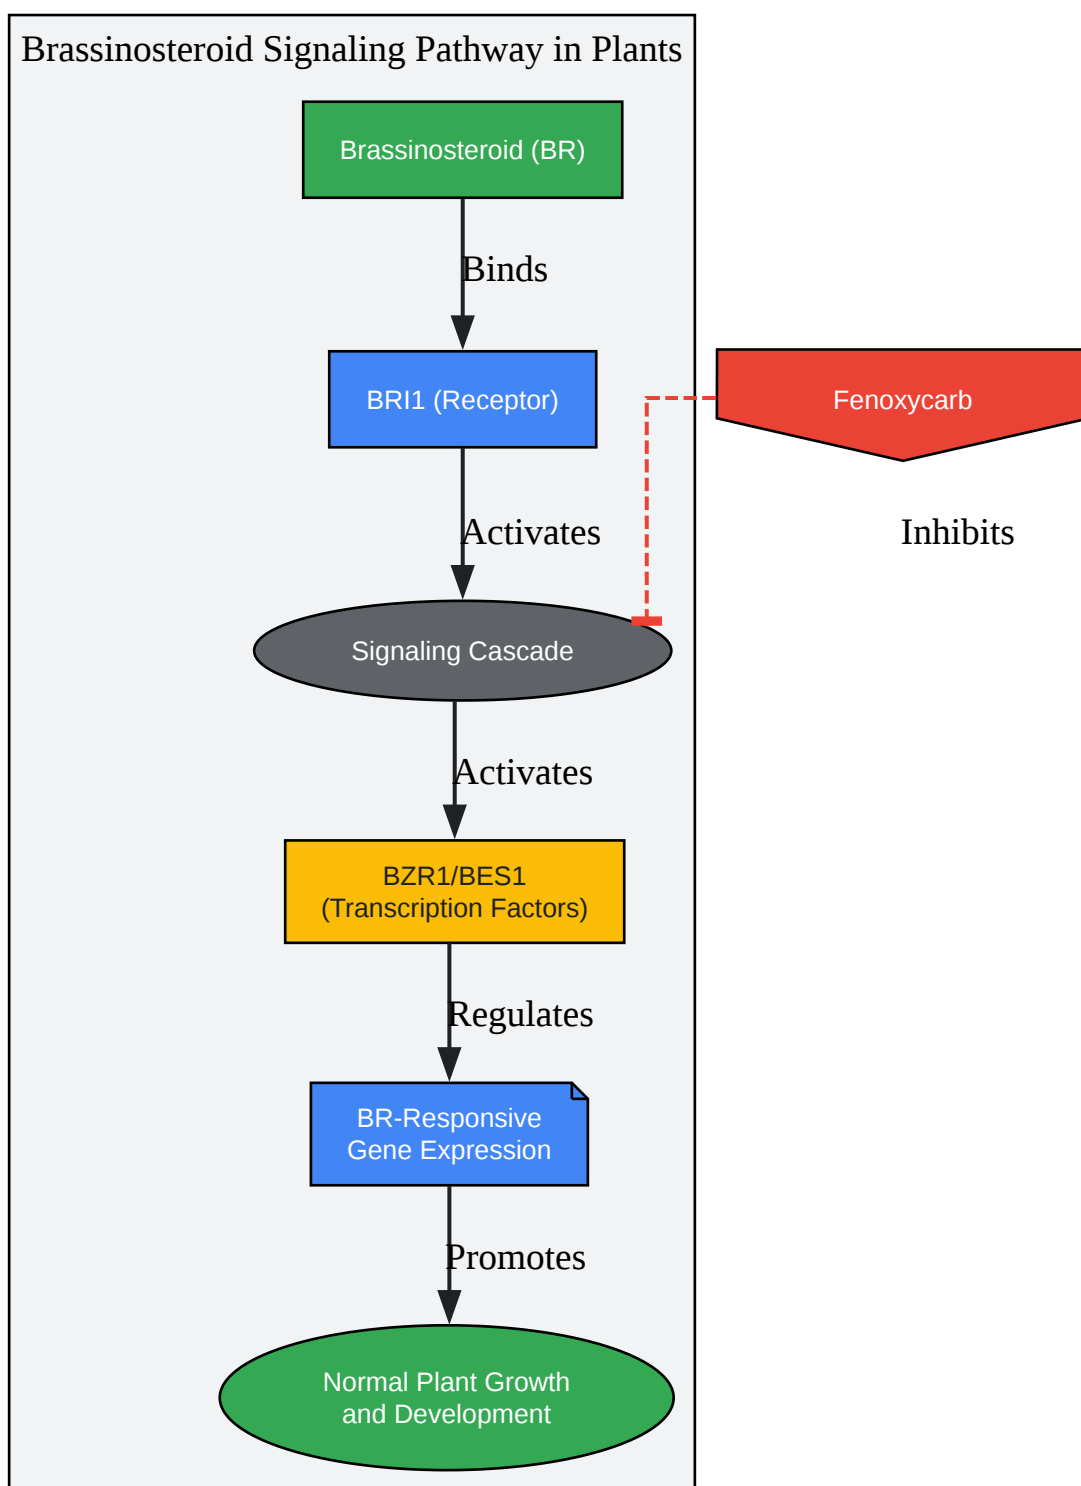 Brassinosteroid Signaling Pathway in Plants
Brassinosteroid (BR)
Binds
BRI1 (Receptor)
Fenoxycarb
Activates
Inhibits
Signaling Cascade
Activates
BZR1/BES1
(Transcription Factors)
Regulates
BR-Responsive
Gene Expression
Promotes
Normal Plant Growth
and Development